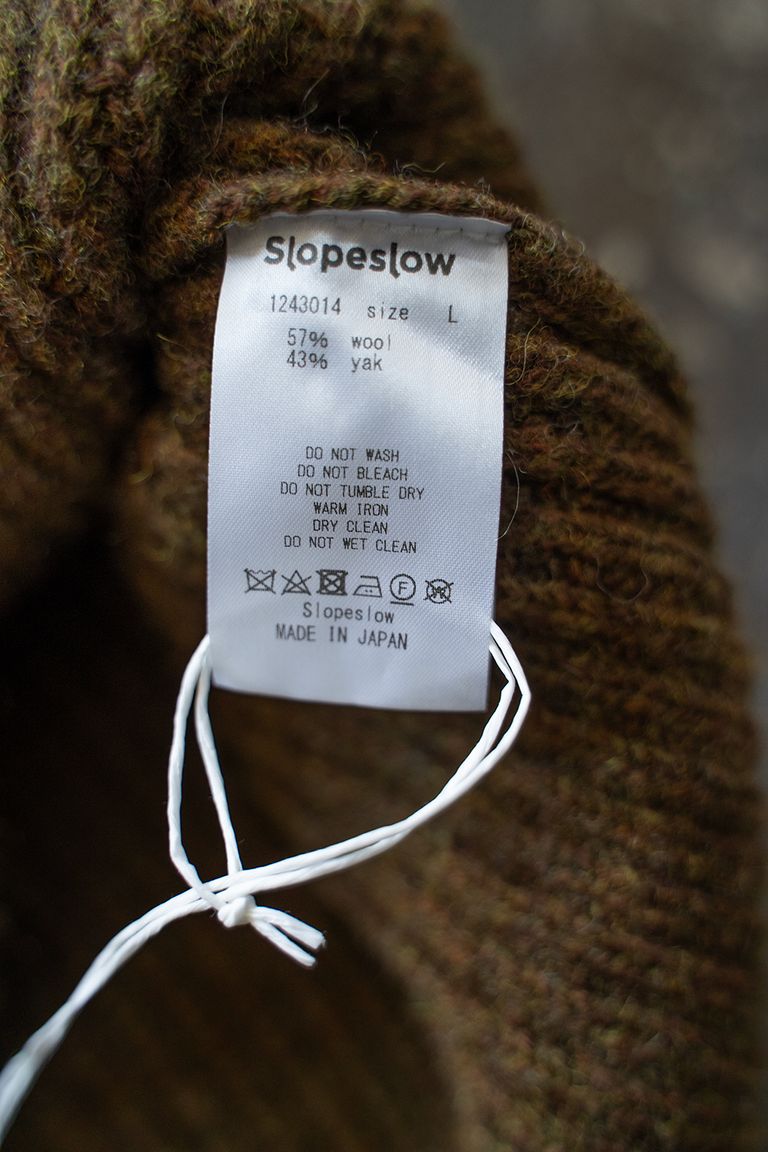 Slopeslow
1243014 size L
57% wool
43% yak
DO NOT WASH
DO NOT BLEACH
DO NOT TUMBLE DRY
WARM IRON
DRY CLEAN
DO NOT WET CLEAN
F W
Slopeslow
MADE IN JAPAN